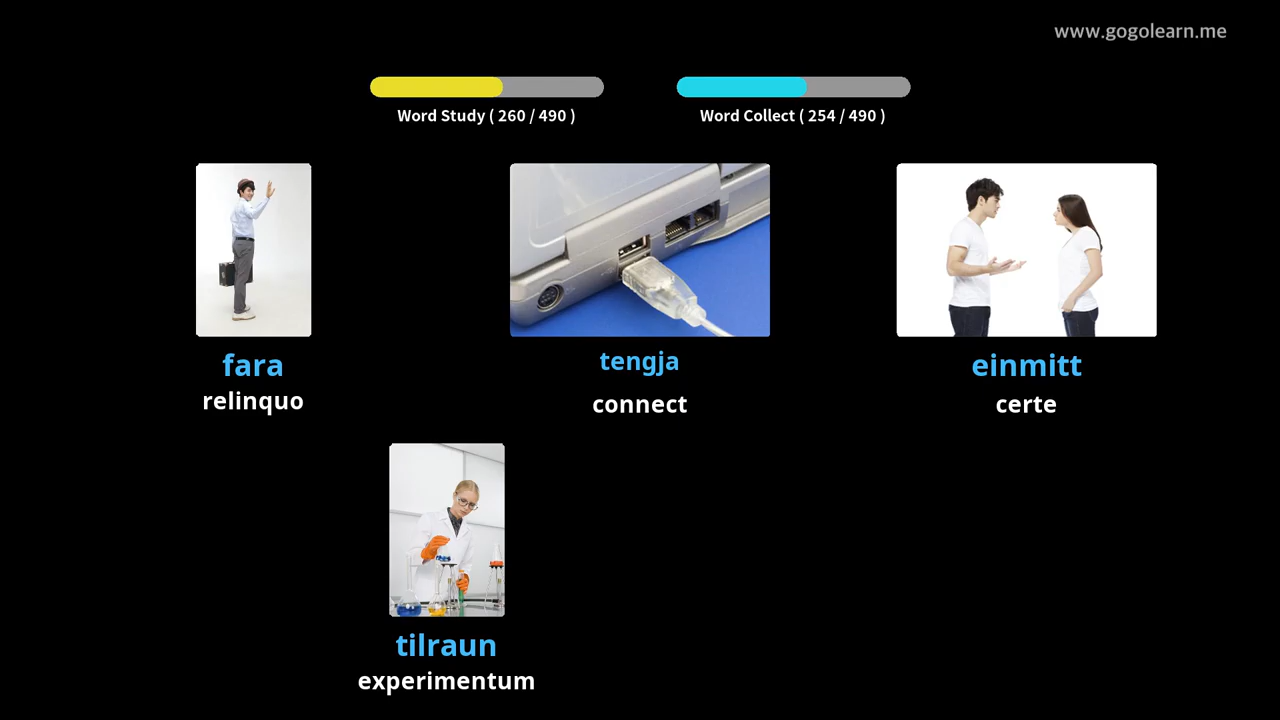 www.gogolearn.me
Word Study ( 260 / 490 )
Word Collect ( 254 / 490 )
fara
relinquo
tengja
connect
einmitt
certe
tilraun
experimentum